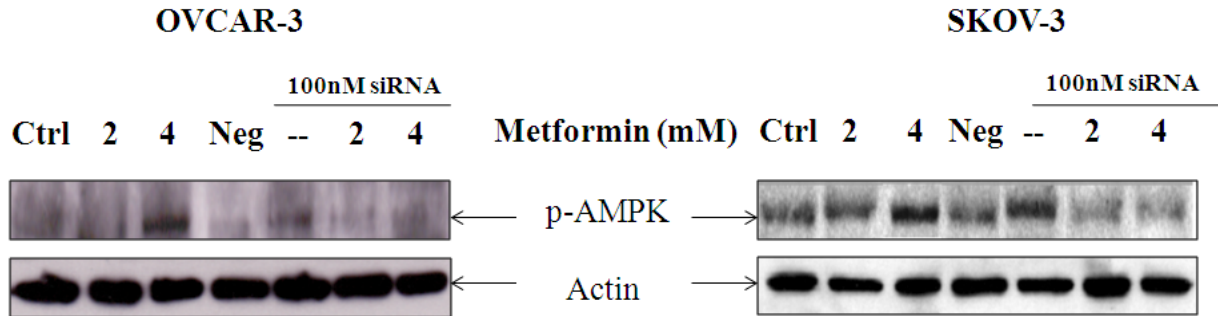 OVCAR-3 SKOV-3
100nM siRNA 100nM siRNA
Ctrl 2 4 Neg -- 2 4 Metformin (mM) Ctrl 2 4 Neg -- 2 4
p-AMPK
Actin